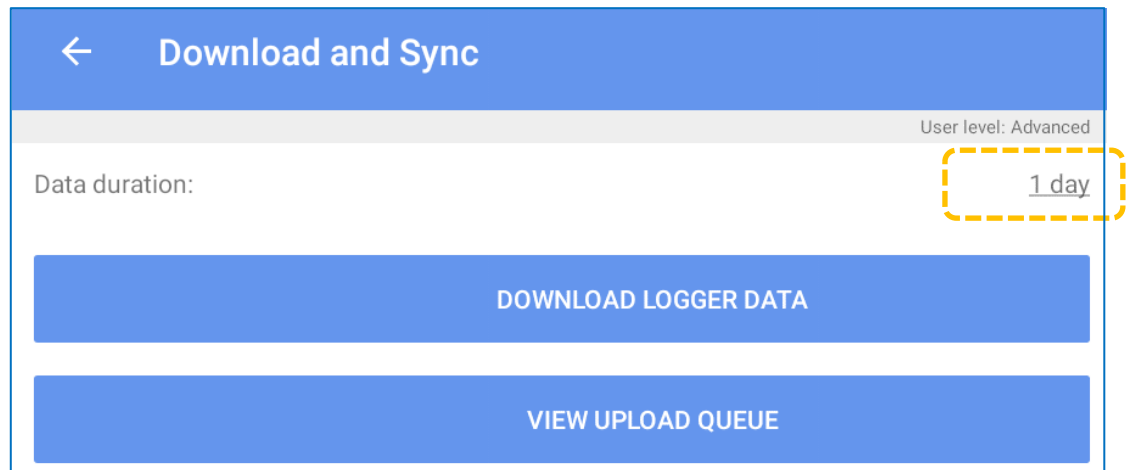 Download and Sync
User level: Advanced
Data duration: 1 day
DOWNLOAD LOGGER DATA
VIEW UPLOAD QUEUE